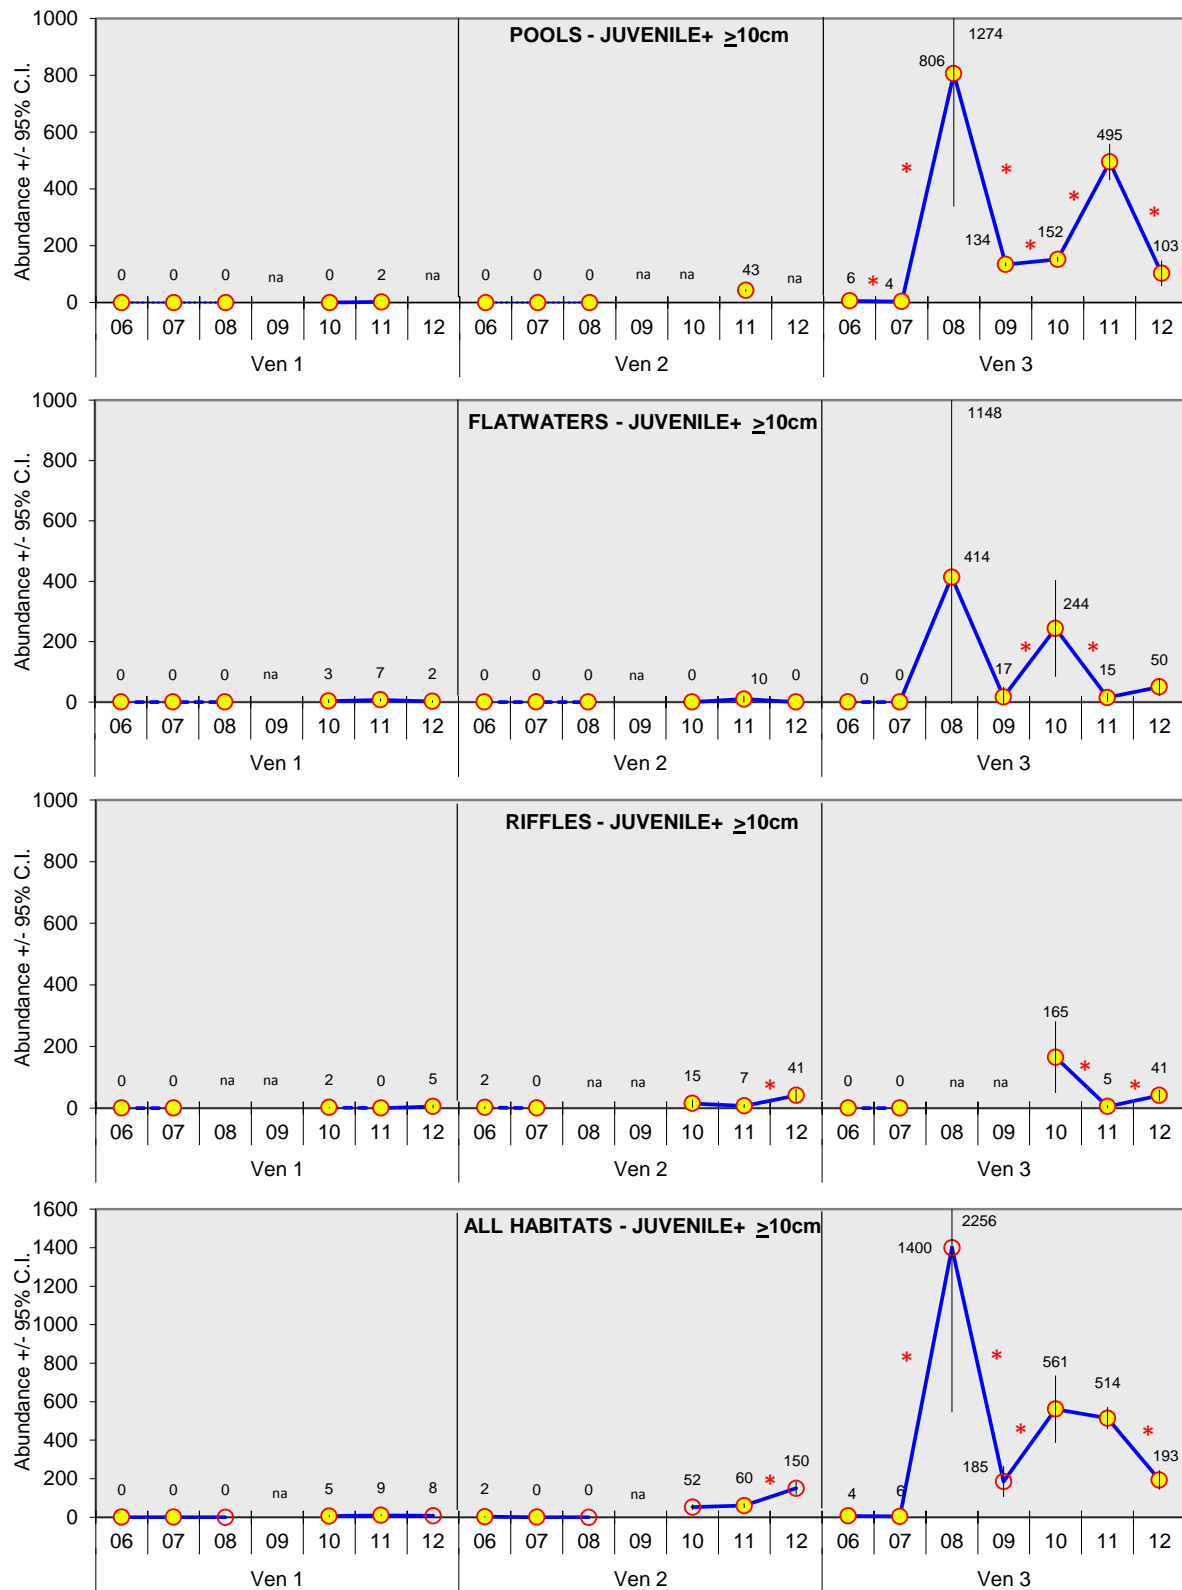 POOLS - JUVENILE+ ≥10cm
Abundance +/- 95% C.I.
1000
800
600
400
200
0
0 0 0 na 0 2 na
0 0 0 na na 43 na
6 * 4 * 806 1274 * 134 * 152 * 495 * 103
06 07 08 09 10 11 12 06 07 08 09 10 11 12 06 07 08 09 10 11 12
Ven 1 Ven 2 Ven 3
FLATWATERS - JUVENILE+ ≥10cm
Abundance +/- 95% C.I.
1000
800
600
400
200
0
0 0 0 na 3 7 2
0 0 0 na 0 10 0
0 0 414 1148 17 * 244 * 15 50
06 07 08 09 10 11 12 06 07 08 09 10 11 12 06 07 08 09 10 11 12
Ven 1 Ven 2 Ven 3
RIFFLES - JUVENILE+ ≥10cm
Abundance +/- 95% C.I.
1000
800
600
400
200
0
0 0 na na 2 0 5
2 0 na na 15 7 * 41
0 0 na na 165 * 5 * 41
06 07 08 09 10 11 12 06 07 08 09 10 11 12 06 07 08 09 10 11 12
Ven 1 Ven 2 Ven 3
ALL HABITATS - JUVENILE+ ≥10cm
Abundance +/- 95% C.I.
1600
1400
1200
1000
800
600
400
200
0
0 0 0 na 5 9 8
2 0 0 na 52 60 * 150
4 6 * 1400 2256 * 185 * 561 514 * 193
06 07 08 09 10 11 12 06 07 08 09 10 11 12 06 07 08 09 10 11 12
Ven 1 Ven 2 Ven 3